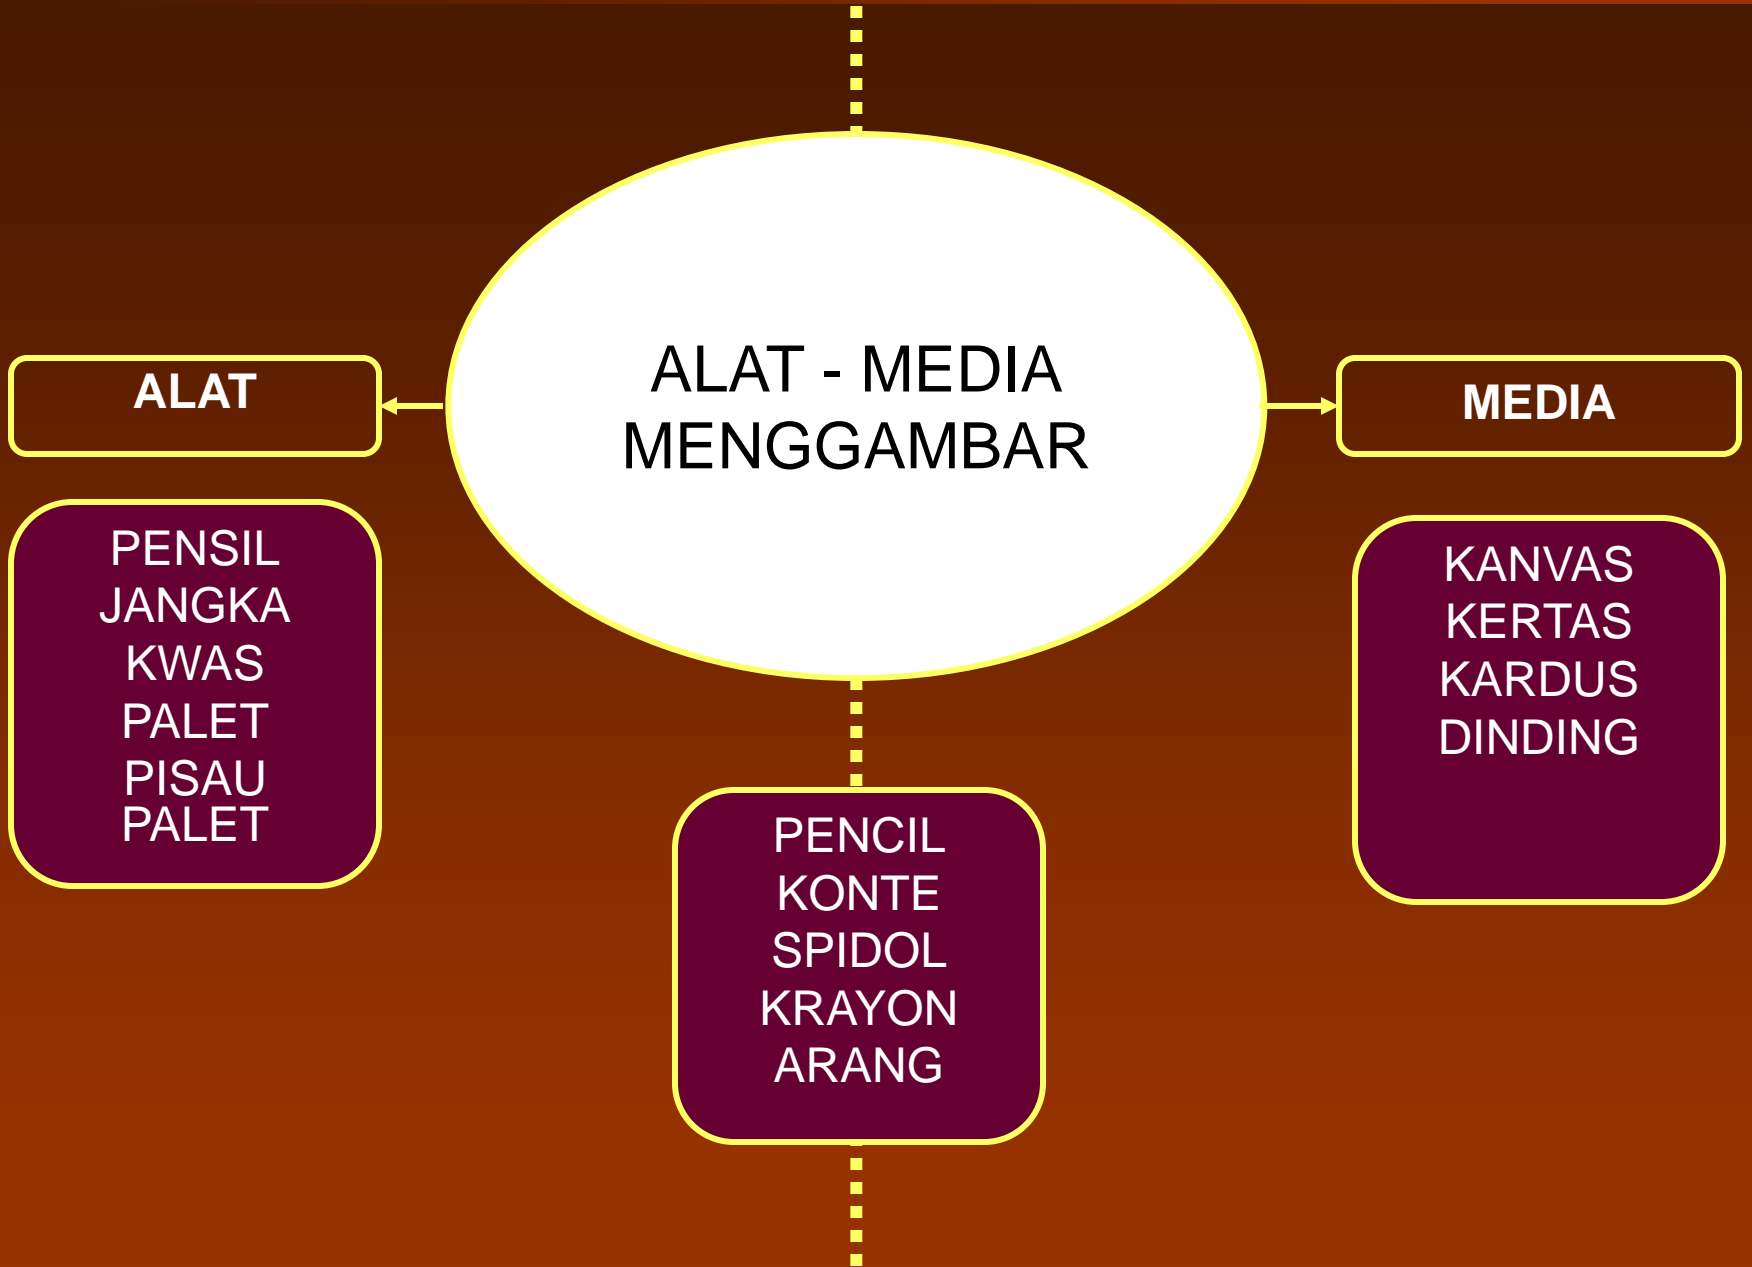 ALAT - MEDIA
MENGGAMBAR
ALAT
PENSIL
JANGKA
KWAS
PALET
PISAU
PALET
PENCIL
KONTE
SPIDOL
KRAYON
ARANG
MEDIA
KANVAS
KERTAS
KARDUS
DINDING